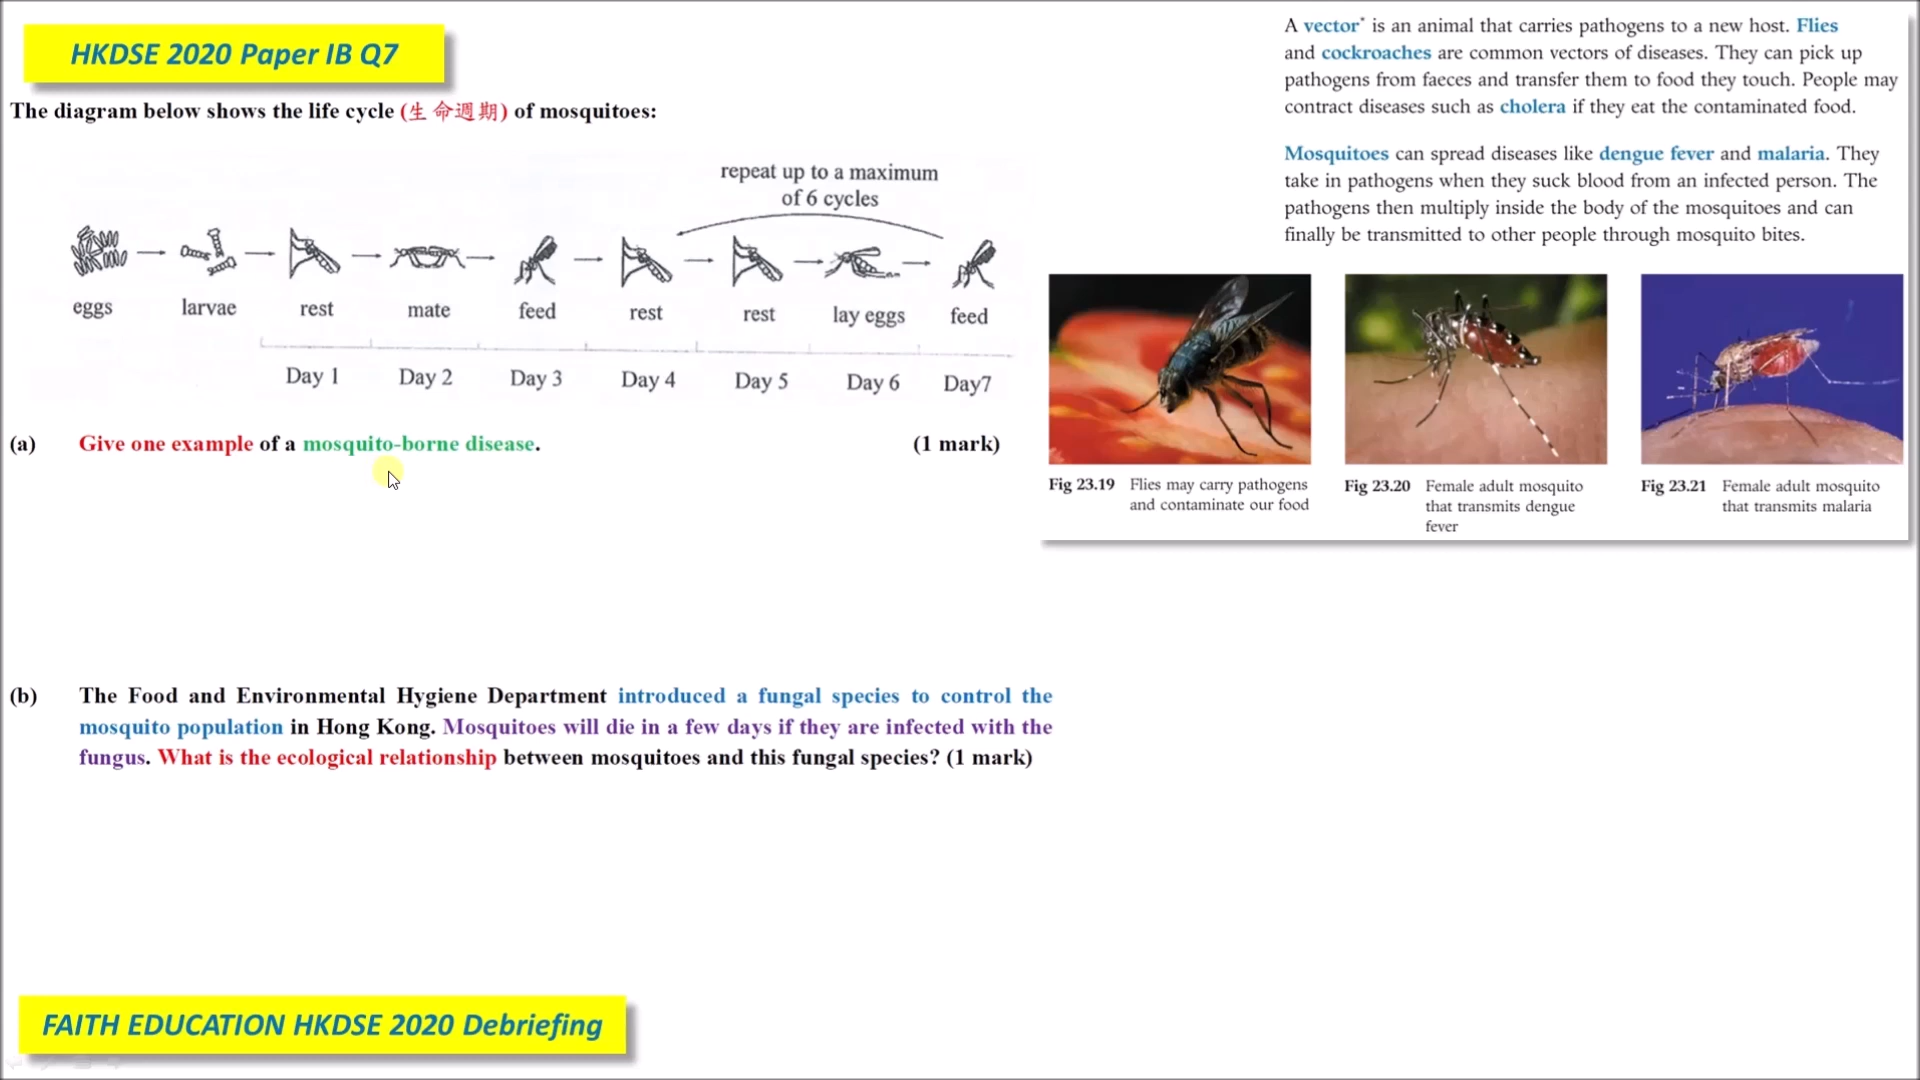 HKDSE 2020 Paper IB Q7
The diagram below shows the life cycle (生命週期) of mosquitoes:
repeat up to a maximum
of 6 cycles
eggs larvae rest mate feed rest rest lay eggs feed
Day 1 Day 2 Day 3 Day 4 Day 5 Day 6 Day7
(a) Give one example of a mosquito-borne disease. (1 mark)
(b) The Food and Environmental Hygiene Department introduced a fungal species to control the
mosquito population in Hong Kong. Mosquitoes will die in a few days if they are infected with the
fungus. What is the ecological relationship between mosquitoes and this fungal species? (1 mark)
A vector* is an animal that carries pathogens to a new host. Flies
and cockroaches are common vectors of diseases. They can pick up
pathogens from faeces and transfer them to food they touch. People may
contract diseases such as cholera if they eat the contaminated food.
Mosquitoes can spread diseases like dengue fever and malaria. They
take in pathogens when they suck blood from an infected person. The
pathogens then multiply inside the body of the mosquitoes and can
finally be transmitted to other people through mosquito bites.
Fig 23.19 Flies may carry pathogens
and contaminate our food
Fig 23.20 Female adult mosquito
that transmits dengue
fever
Fig 23.21 Female adult mosquito
that transmits malaria
FAITH EDUCATION HKDSE 2020 Debriefing